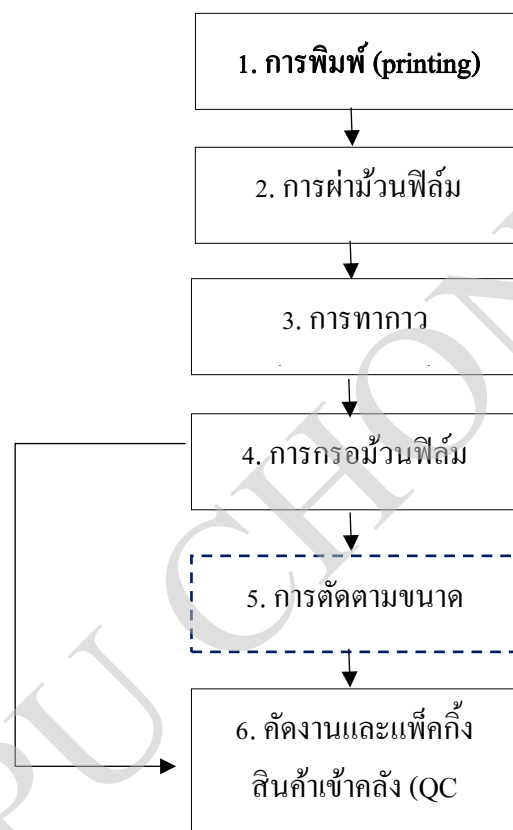 1. การพิมพ์ (printing)
2. การผ่าม้วนฟิล์ม
3. การทากาว
4. การกรอม้วนฟิล์ม
5. การตัดตามขนาด
6. คัดงานและแพ็คกิ้ง
สินค้าเข้าคลัง (QC
PU CHON